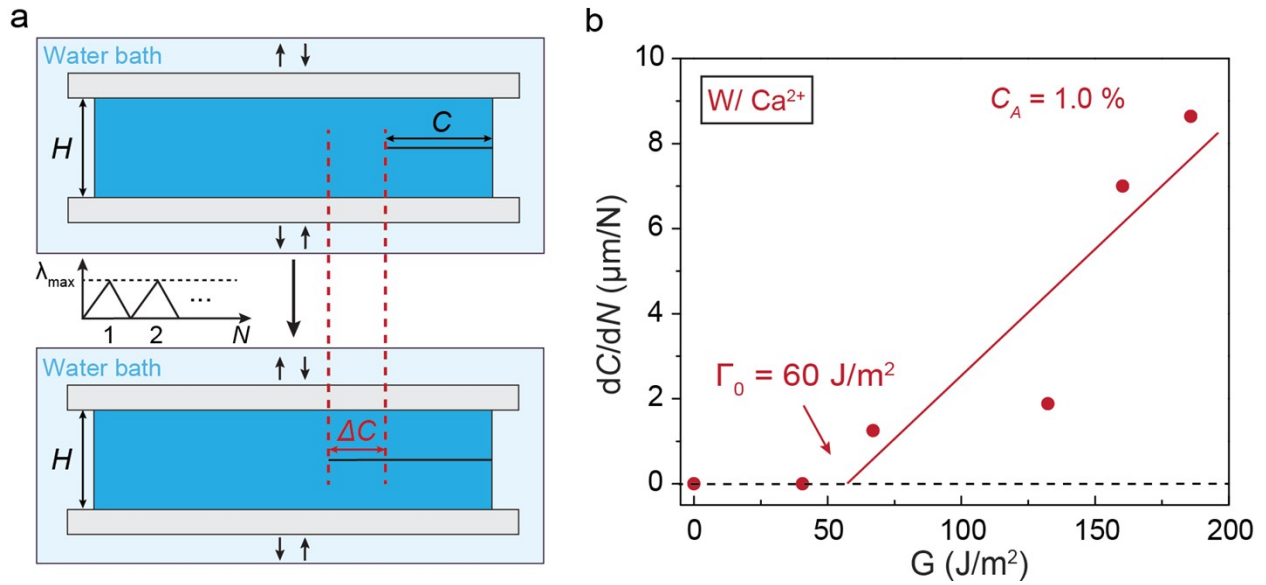 a
Water bath
H
C
λmax
1 2 ... N
Water bath
H
ΔC
b
10
8
6
4
2
0
dC/dN (μm/N)
W/ Ca²⁺
C_A = 1.0 %
Γ₀ = 60 J/m²
0 50 100 150 200
G (J/m²)